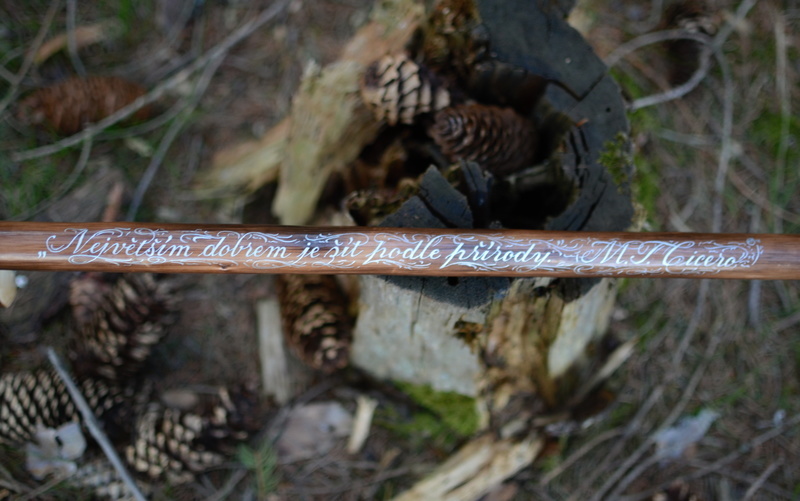 „Největším dobrem je žít podle přírody." - M.T. Cicero